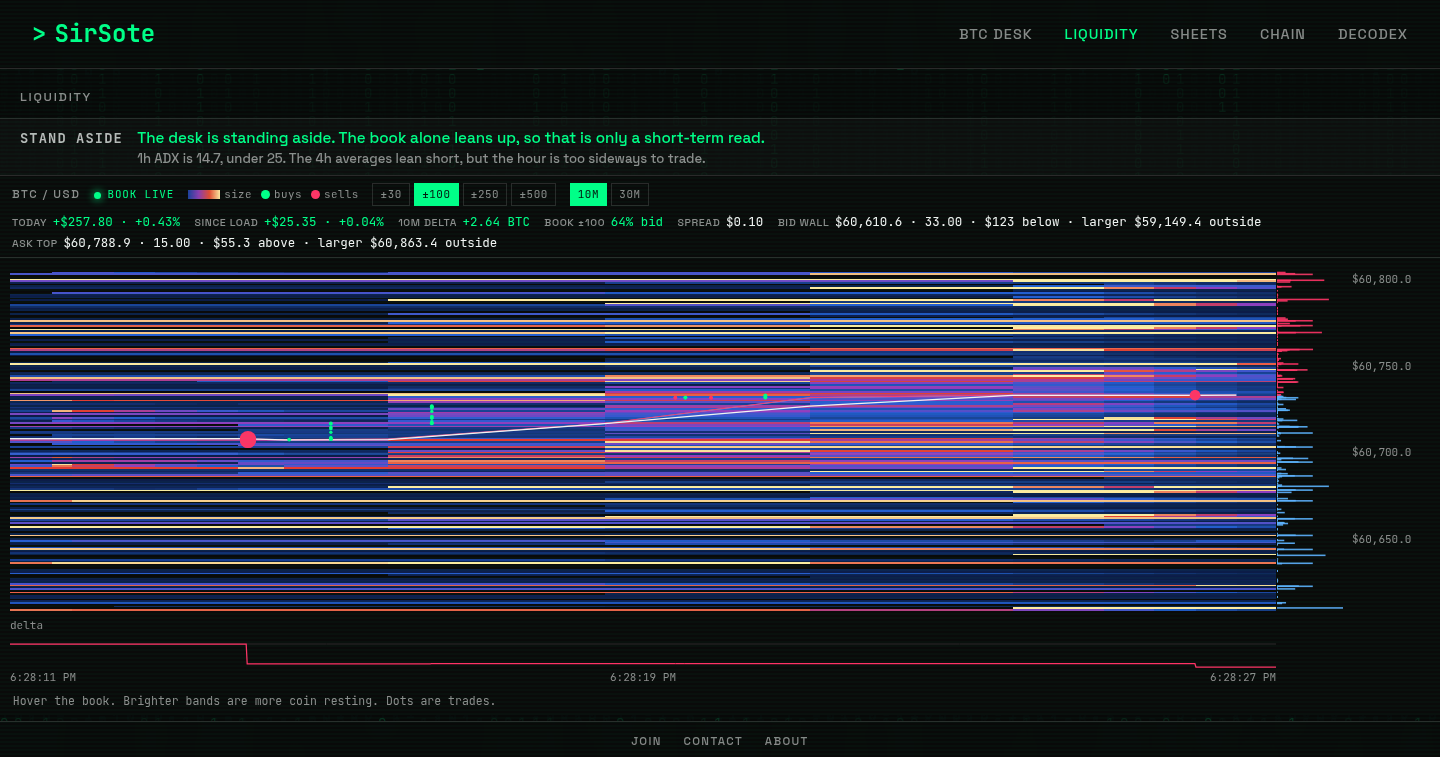 > SirSote
BTC DESK LIQUIDITY SHEETS CHAIN DECODEX
LIQUIDITY
STAND ASIDE The desk is standing aside. The book alone leans up, so that is only a short-term read.
1h ADX is 14.7, under 25. The 4h averages lean short, but the hour is too sideways to trade.
BTC / USD BOOK LIVE size buys sells ±30 ±100 ±250 ±500 10M 30M
TODAY +$257.80 · +0.43% SINCE LOAD +$25.35 · +0.04% 10M DELTA +2.64 BTC BOOK ±100 64% bid SPREAD $0.10 BID WALL $60,610.6 · 33.00 · $123 below · larger $59,149.4 outside
ASK TOP $60,788.9 · 15.00 · $55.3 above · larger $60,863.4 outside
$60,800.0
$60,750.0
$60,700.0
$60,650.0
delta
6:28:11 PM 6:28:19 PM 6:28:27 PM
Hover the book. Brighter bands are more coin resting. Dots are trades.
JOIN CONTACT ABOUT